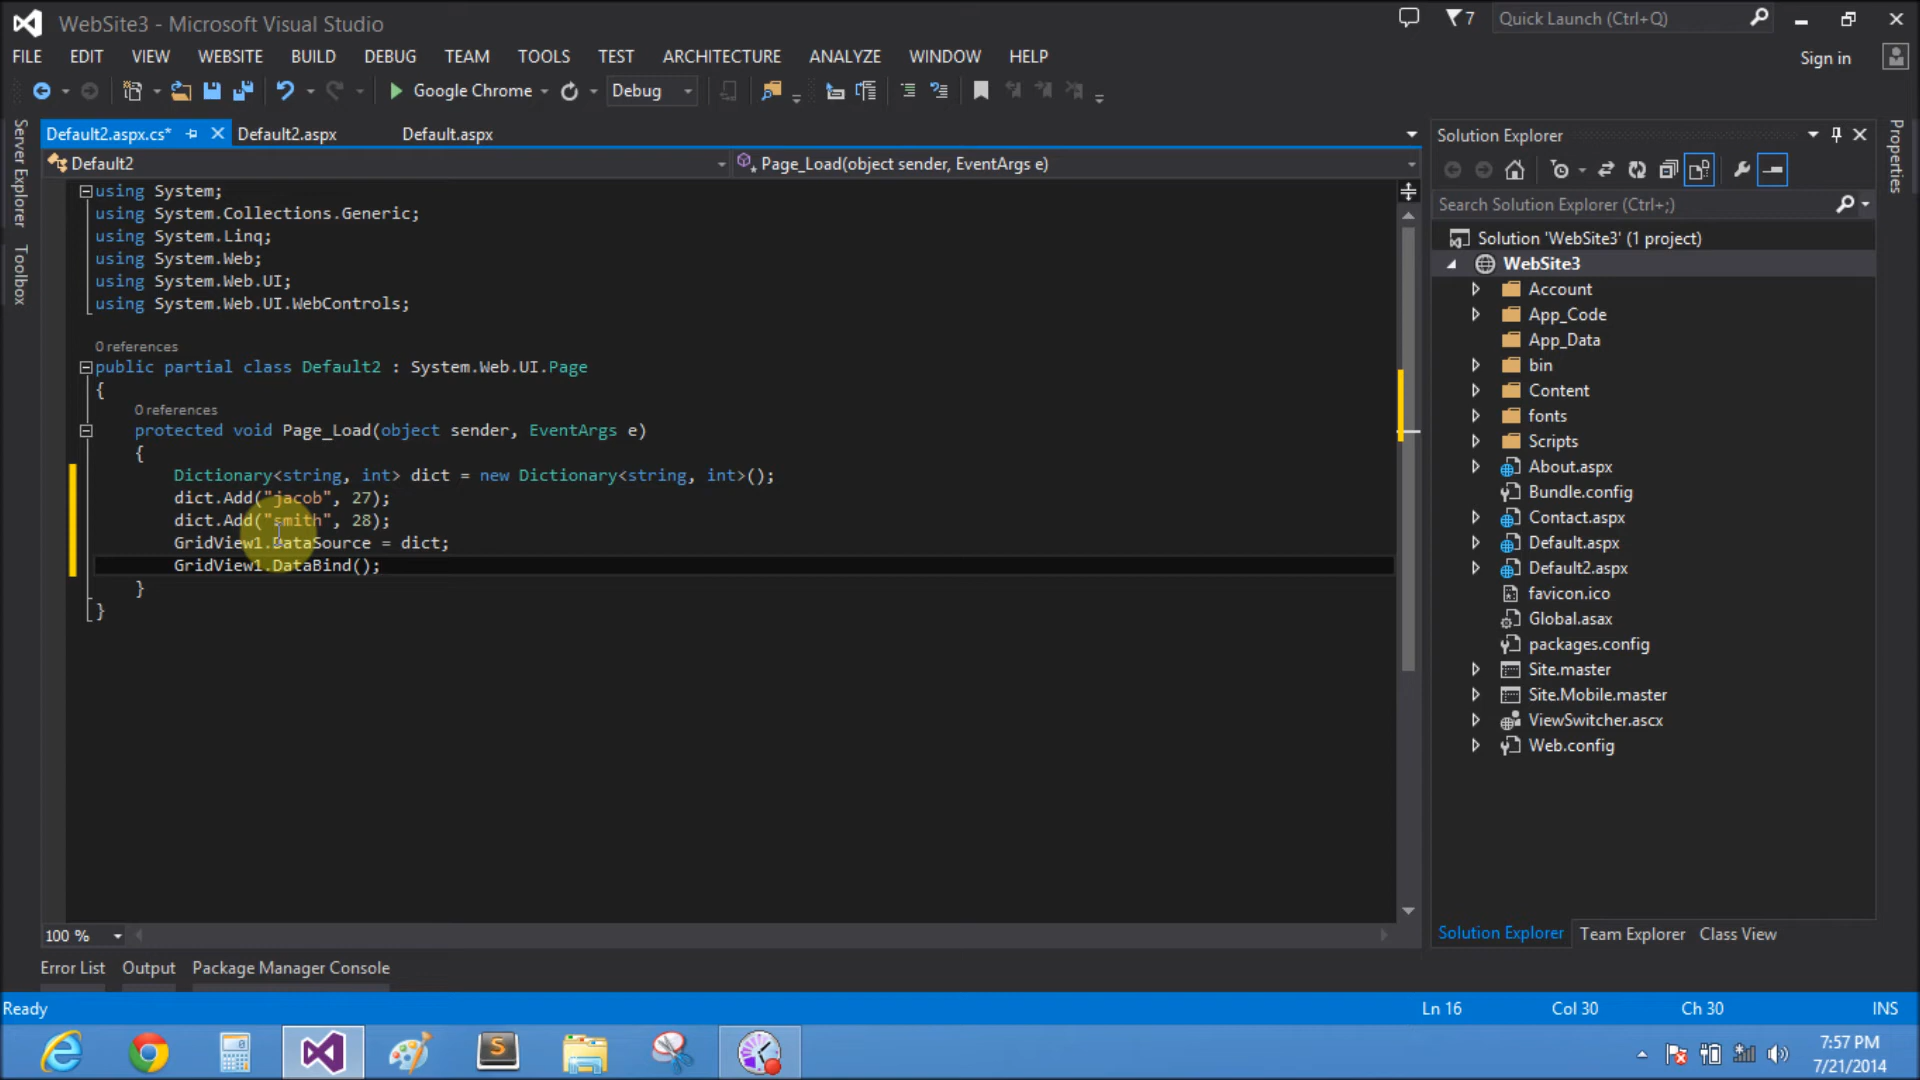 WebSite3 - Microsoft Visual Studio
7
Quick Launch (Ctrl+Q)
FILE EDIT VIEW WEBSITE BUILD DEBUG TEAM TOOLS TEST ARCHITECTURE ANALYZE WINDOW HELP
Sign in
Google Chrome
Debug
Server Explorer
Toolbox
Default2.aspx.cs*
Default2.aspx
Default.aspx
Default2
Page_Load(object sender, EventArgs e)
using System;
using System.Collections.Generic;
using System.Linq;
using System.Web;
using System.Web.UI;
using System.Web.UI.WebControls;
0 references
public partial class Default2 : System.Web.UI.Page
{
0 references
protected void Page_Load(object sender, EventArgs e)
{
Dictionary<string, int> dict = new Dictionary<string, int>();
dict.Add("jacob", 27);
dict.Add("smith", 28);
GridView1.DataSource = dict;
GridView1.DataBind();
}
}
100 %
Error List
Output
Package Manager Console
Solution Explorer
Search Solution Explorer (Ctrl+;)
Solution 'WebSite3' (1 project)
WebSite3
Account
App_Code
App_Data
bin
Content
fonts
Scripts
About.aspx
Bundle.config
Contact.aspx
Default.aspx
Default2.aspx
favicon.ico
Global.asax
packages.config
Site.master
Site.Mobile.master
ViewSwitcher.ascx
Web.config
Solution Explorer
Team Explorer
Class View
Properties
Ready
Ln 16
Col 30
Ch 30
INS
7:57 PM
7/21/2014